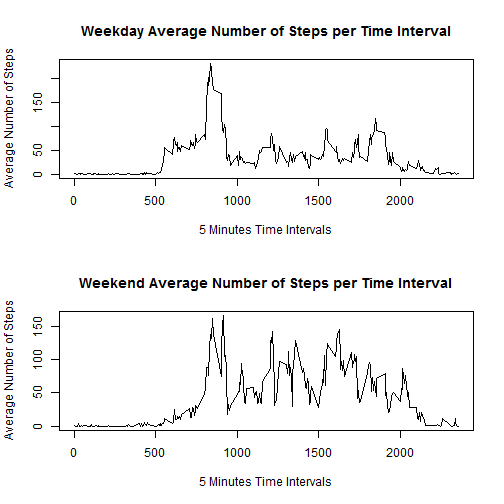 Weekday Average Number of Steps per Time Interval
Average Number of Steps
150
50
0
0 500 1000 1500 2000
5 Minutes Time Intervals
Weekend Average Number of Steps per Time Interval
Average Number of Steps
150
100
50
0
0 500 1000 1500 2000
5 Minutes Time Intervals